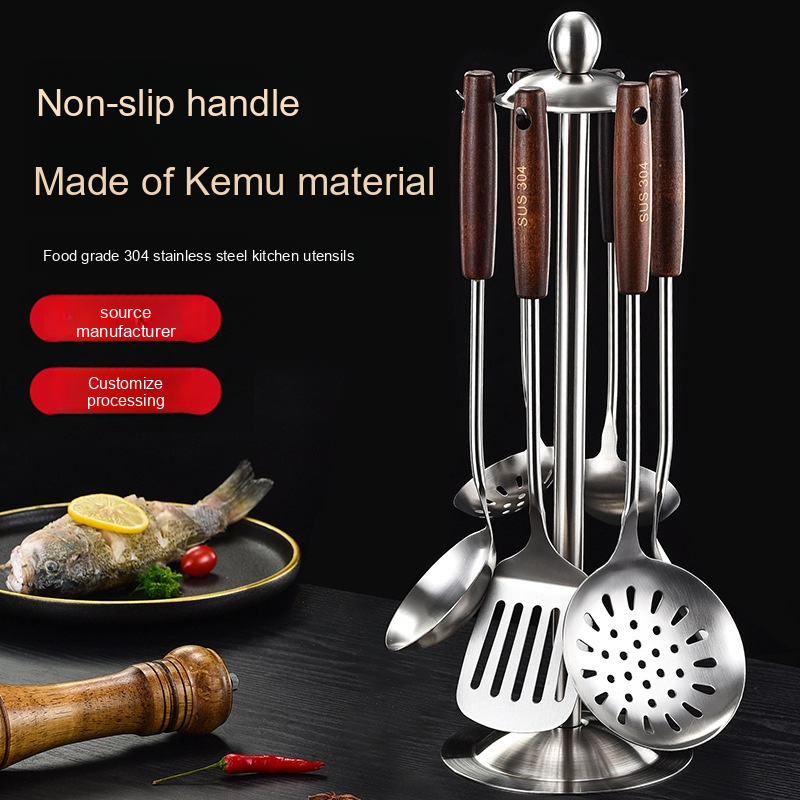 Non-slip handle
Made of Kemu material
Food grade 304 stainless steel kitchen utensils
source
manufacturer
Customize
processing
SUS 304
SUS 304